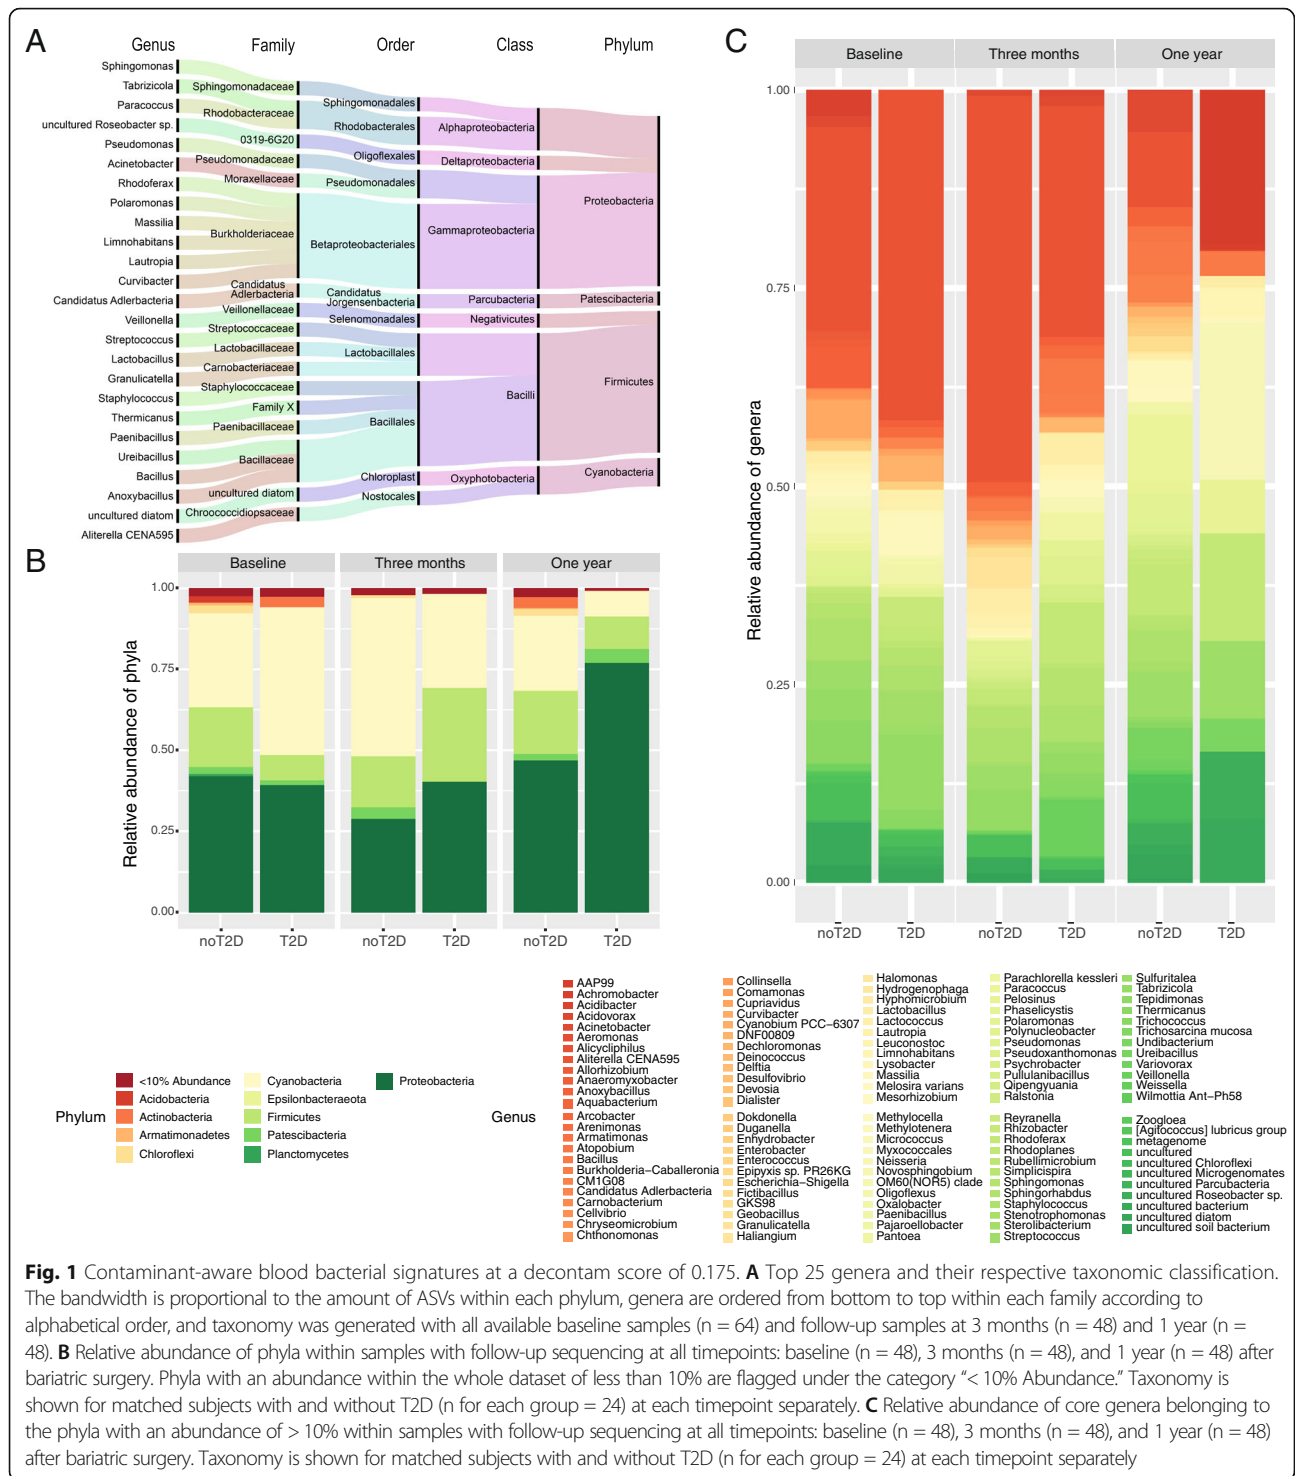 A
Genus Family Order Class Phylum
Sphingomonas
Tabrizicola
Paracoccus
uncultured Roseobacter sp.
Pseudomonas
Acinetobacter
Rhodoferax
Polaromonas
Massilia
Limnohabitans
Lautropia
Curvibacter
Candidatus Adlerbacteria
Veillonella
Streptococcus
Lactobacillus
Granulicatella
Staphylococcus
Thermicanus
Paenibacillus
Ureibacillus
Bacillus
Anoxybacillus
uncultured diatom
Aliterella CENA595
Sphingomonadaceae
Rhodobacteraceae
0319-6G20
Pseudomonadaceae
Moraxellaceae
Burkholderiaceae
Candidatus
Adlerbacteria
Veillonellaceae
Streptococcaceae
Lactobacillaceae
Carnobacteriaceae
Staphylococcaceae
Family X
Paenibacillaceae
Bacillaceae
uncultured diatom
Chroococcidiopsaceae
Sphingomonadales
Rhodobacterales
Oligoflexales
Pseudomonadales
Betaproteobacteriales
Candidatus
Jorgensenbacteria
Selenomonadales
Lactobacillales
Bacillales
Chloroplast
Nostocales
Alphaproteobacteria
Deltaproteobacteria
Gammaproteobacteria
Parcubacteria
Negativicutes
Bacilli
Oxyphotobacteria
Proteobacteria
Patescibacteria
Firmicutes
Cyanobacteria
B
Baseline Three months One year
Relative abundance of phyla
1.00
0.75
0.50
0.25
0.00
noT2D T2D noT2D T2D noT2D T2D
C
Baseline Three months One year
Relative abundance of genera
1.00
0.75
0.50
0.25
0.00
noT2D T2D noT2D T2D noT2D T2D
Phylum
<10% Abundance
Acidobacteria
Actinobacteria
Armatimonadetes
Chloroflexi
Cyanobacteria
Epsilonbacteraeota
Firmicutes
Patescibacteria
Planctomycetes
Proteobacteria
Genus
AAP99
Achromobacter
Acidibacter
Acidovorax
Acinetobacter
Aeromonas
Alicycliphilus
Aliterella CENA595
Allorhizobium
Anaeromyxobacter
Anoxybacillus
Aquabacterium
Arcobacter
Arenimonas
Armatimonas
Atopobium
Bacillus
Burkholderia−Caballeronia
CM1G08
Candidatus Adlerbacteria
Carnobacterium
Cellvibrio
Chryseomicrobium
Chthonomonas
Collinsella
Comamonas
Cupriavidus
Curvibacter
Cyanobium PCC−6307
DNF00809
Dechloromonas
Deinococcus
Delftia
Desulfovibrio
Devosia
Dialister
Dokdonella
Duganella
Enhydrobacter
Enterobacter
Enterococcus
Epipyxis sp. PR26KG
Escherichia−Shigella
Fictibacillus
GKS98
Geobacillus
Granulicatella
Haliangium
Halomonas
Hydrogenophaga
Hyphomicrobium
Lactobacillus
Lactococcus
Lautropia
Leuconostoc
Limnohabitans
Lysobacter
Massilia
Melosira varians
Mesorhizobium
Methylocella
Methylotenera
Micrococcus
Myxococcales
Neisseria
Novosphingobium
OM60(NOR5) clade
Oligoflexus
Oxalobacter
Paenibacillus
Pajaroellobacter
Pantoea
Parachlorella kessleri
Paracoccus
Pelosinus
Phaselicystis
Polaromonas
Polynucleobacter
Pseudomonas
Pseudoxanthomonas
Psychrobacter
Pullulanibacillus
Qipengyuania
Ralstonia
Reyranella
Rhizobacter
Rhodoferax
Rhodoplanes
Rubellimicrobium
Simplicispira
Sphingomonas
Sphingorhabdus
Staphylococcus
Stenotrophomonas
Sterolibacterium
Streptococcus
Sulfuritalea
Tabrizicola
Tepidimonas
Thermicanus
Trichococcus
Trichosarcina mucosa
Undibacterium
Ureibacillus
Variovorax
Veillonella
Weissella
Wilmottia Ant−Ph58
Zoogloea
[Agitococcus] lubricus group
metagenome
uncultured
uncultured Chloroflexi
uncultured Microgenomates
uncultured Parcubacteria
uncultured Roseobacter sp.
uncultured bacterium
uncultured diatom
uncultured soil bacterium
Fig. 1 Contaminant-aware blood bacterial signatures at a decontam score of 0.175. A Top 25 genera and their respective taxonomic classification.
The bandwidth is proportional to the amount of ASVs within each phylum, genera are ordered from bottom to top within each family according to
alphabetical order, and taxonomy was generated with all available baseline samples (n = 64) and follow-up samples at 3 months (n = 48) and 1 year (n =
48). B Relative abundance of phyla within samples with follow-up sequencing at all timepoints: baseline (n = 48), 3 months (n = 48), and 1 year (n = 48) after
bariatric surgery. Phyla with an abundance within the whole dataset of less than 10% are flagged under the category “< 10% Abundance.” Taxonomy is
shown for matched subjects with and without T2D (n for each group = 24) at each timepoint separately. C Relative abundance of core genera belonging to
the phyla with an abundance of > 10% within samples with follow-up sequencing at all timepoints: baseline (n = 48), 3 months (n = 48), and 1 year (n = 48)
after bariatric surgery. Taxonomy is shown for matched subjects with and without T2D (n for each group = 24) at each timepoint separately